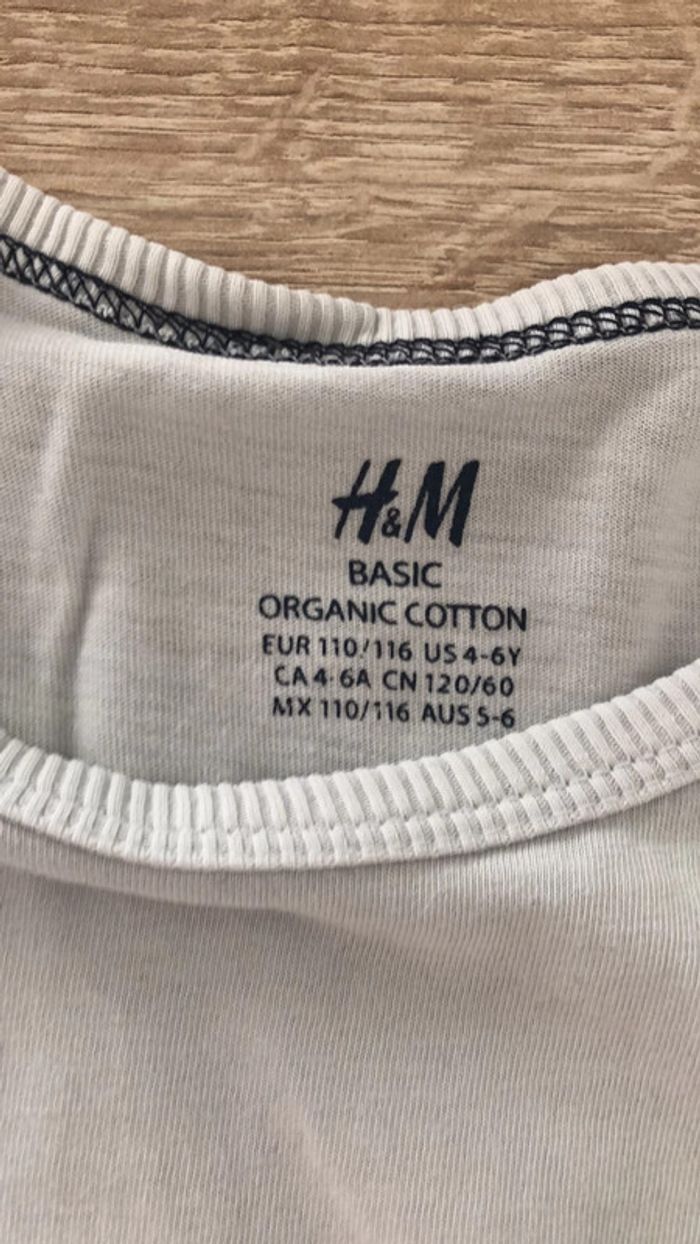 H&M
BASIC
ORGANIC COTTON
EUR 110/116 US 4-6Y
CA 4-6A CN 120/60
MX 110/116 AUS 5-6